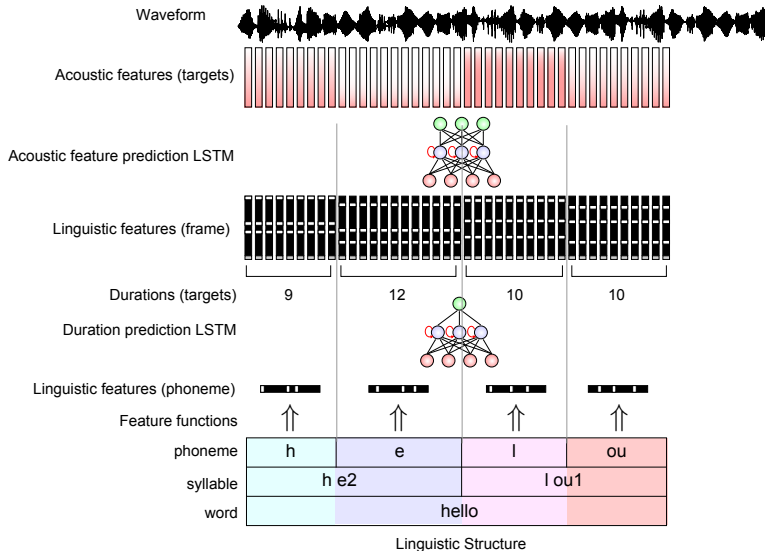 Waveform
Acoustic features (targets)
Acoustic feature prediction LSTM
Linguistic features (frame)
Durations (targets) 9 12 10 10
Duration prediction LSTM
Linguistic features (phoneme)
Feature functions
phoneme h e l ou
syllable h e2 l ou1
word hello
Linguistic Structure